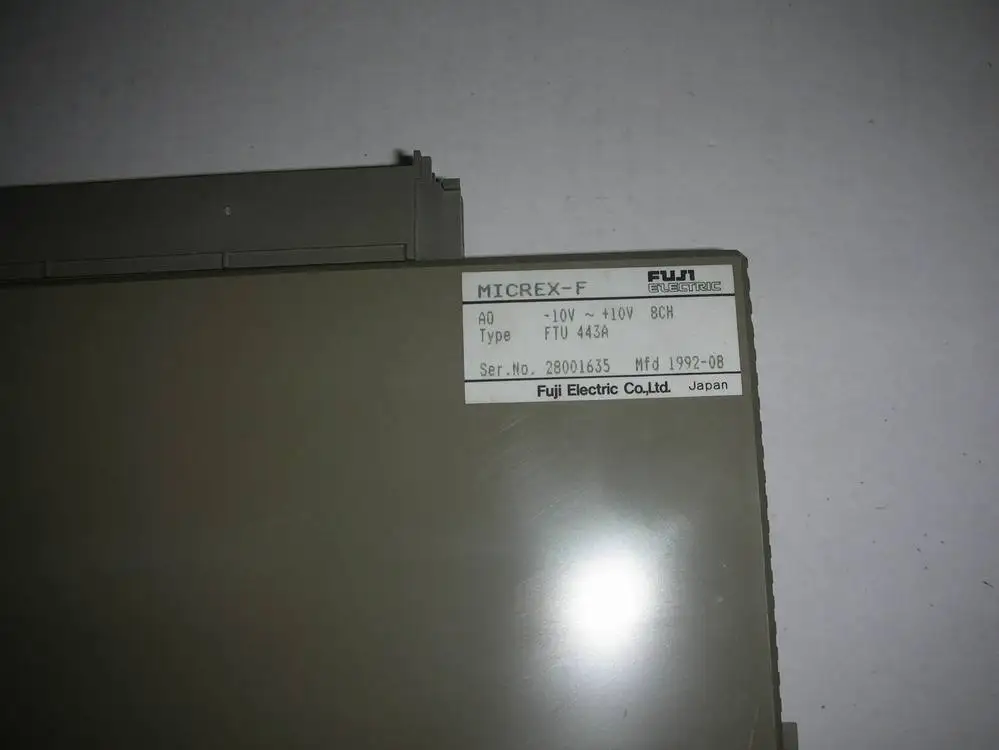 MICREX-F FUJI ELECTRIC
AO -10V ~ +10V 8CH
Type FTU 443A
Ser.No. 28001635 Mfd 1992-08
Fuji Electric Co.,Ltd. Japan